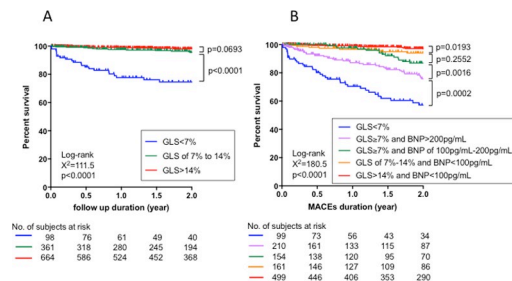 A
100
80
60
40
20
0
0.0 0.5 1.0 1.5 2.0
Percent survival
follow up duration (year)
p=0.0693
p<0.0001
GLS<7%
GLS of 7% to 14%
GLS>14%
Log-rank
X²=111.5
p<0.0001
No. of subjects at risk
98 76 61 49 40
361 318 280 245 194
664 586 524 452 368
B
100
80
60
40
20
0
0.0 0.5 1.0 1.5 2.0
Percent survival
MACEs duration (year)
p=0.0193
p=0.2552
p=0.0016
p=0.0002
GLS<7%
GLS≥7% and BNP>200pg/mL
GLS≥7% and BNP of 100pg/mL-200pg/mL
GLS of 7%-14% and BNP<100pg/mL
GLS>14% and BNP<100pg/mL
Log-rank
X²=180.5
p<0.0001
No. of subjects at risk
99 73 56 43 34
210 161 133 115 87
154 138 120 95 70
161 146 127 109 86
499 446 406 353 290